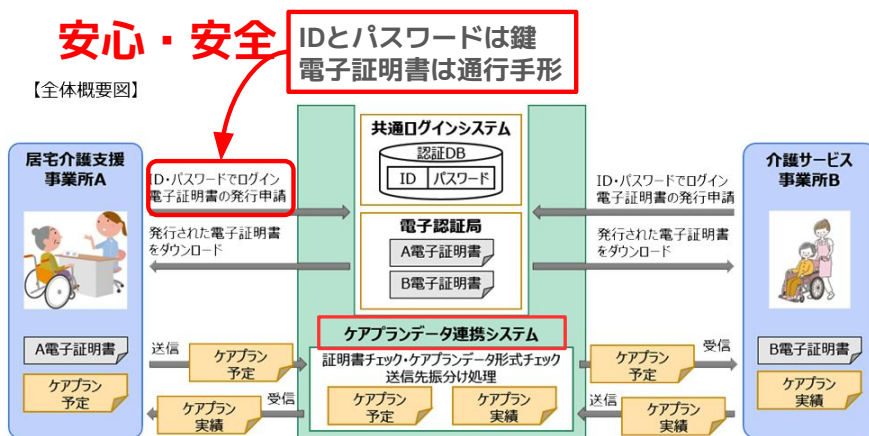 安心・安全
IDとパスワードは鍵
電子証明書は通行手形
【全体概要図】
居宅介護支援
事業所A
ID・パスワードでログイン
電子証明書の発行申請
発行された電子証明書
をダウンロード
共通ログインシステム
認証DB
ID パスワード
電子認証局
A電子証明書
B電子証明書
ID・パスワードでログイン
電子証明書の発行申請
発行された電子証明書
をダウンロード
介護サービス
事業所B
A電子証明書
ケアプラン
予定
送信
ケアプラン
予定
受信
ケアプラン
実績
ケアプランデータ連携システム
証明書チェック・ケアプランデータ形式チェック
送信先振分け処理
ケアプラン
予定
ケアプラン
実績
ケアプラン
予定
受信
送信
ケアプラン
実績
B電子証明書
ケアプラン
実績